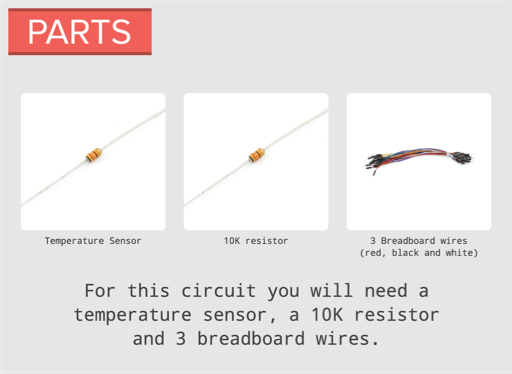 PARTS
Temperature Sensor
10K resistor
3 Breadboard wires
(red, black and white)
For this circuit you will need a
temperature sensor, a 10K resistor
and 3 breadboard wires.